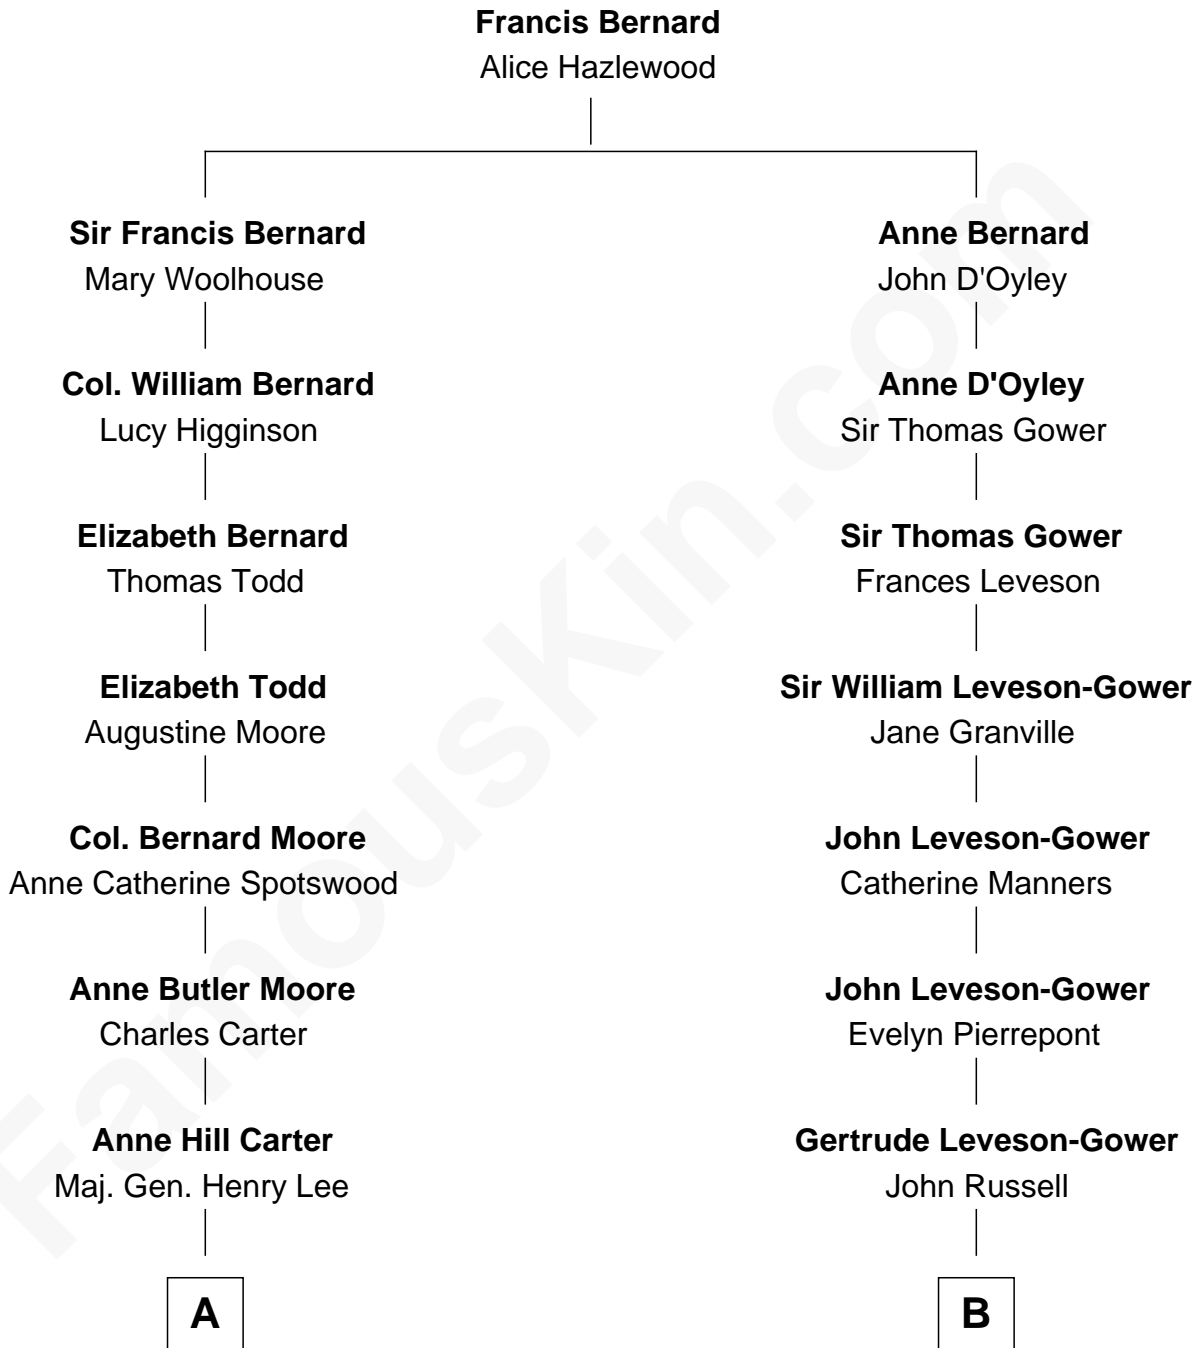 Francis Bernard
Alice Hazlewood
Sir Francis Bernard
Mary Woolhouse
Anne Bernard
John D'Oyley
Col. William Bernard
Lucy Higginson
Anne D'Oyley
Sir Thomas Gower
Elizabeth Bernard
Thomas Todd
Sir Thomas Gower
Frances Leveson
Elizabeth Todd
Augustine Moore
Sir William Leveson-Gower
Jane Granville
Col. Bernard Moore
Anne Catherine Spotswood
John Leveson-Gower
Catherine Manners
Anne Butler Moore
Charles Carter
John Leveson-Gower
Evelyn Pierrepont
Anne Hill Carter
Maj. Gen. Henry Lee
Gertrude Leveson-Gower
John Russell
A
B
FamousKin.com